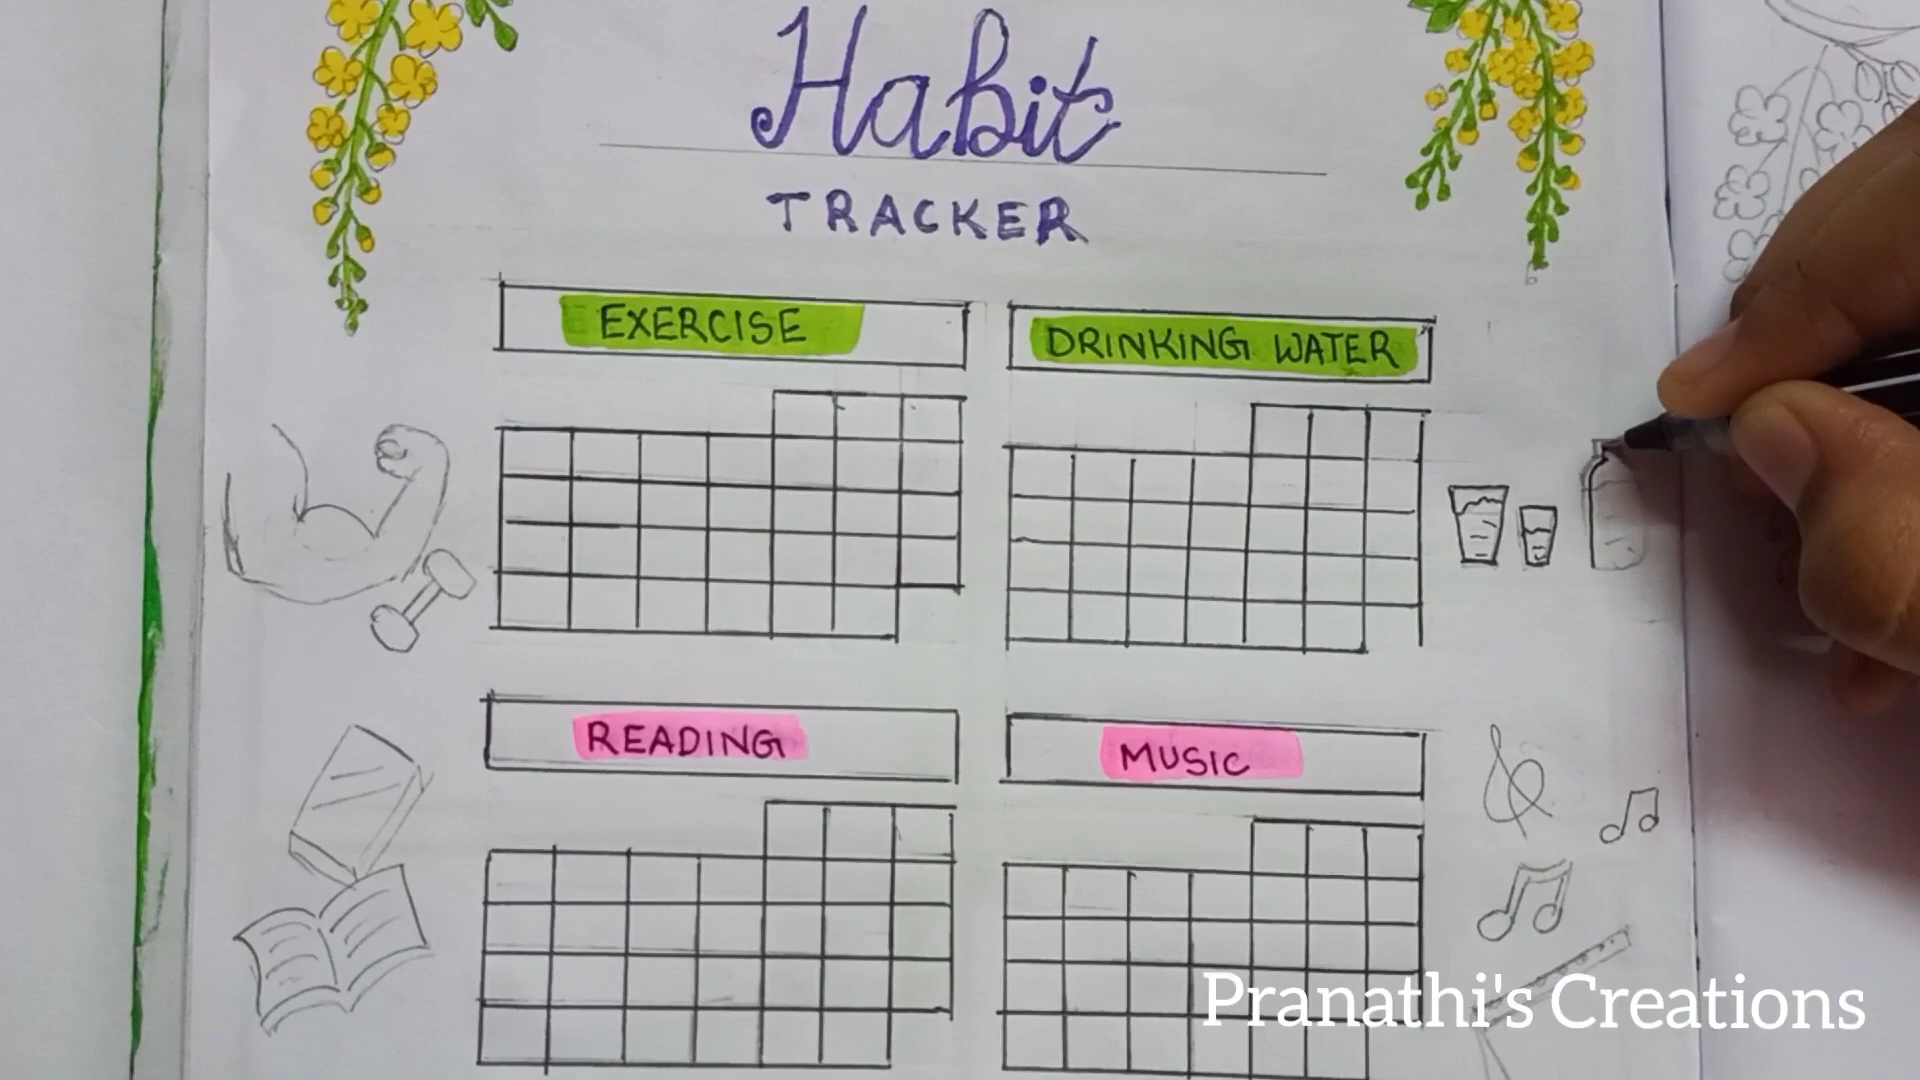 Habit
TRACKER
EXERCISE
DRINKING WATER
READING
MUSIC
Pranathi's Creations